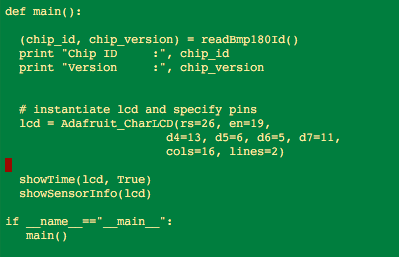 def main():
(chip_id, chip_version) = readBmp180Id()
print "Chip ID     :", chip_id
print "Version     :", chip_version
# instantiate lcd and specify pins
lcd = Adafruit_CharLCD(rs=26, en=19,
d4=13, d5=6, d6=5, d7=11,
cols=16, lines=2)
showTime(lcd, True)
showSensorInfo(lcd)
if __name__=="__main__":
main()